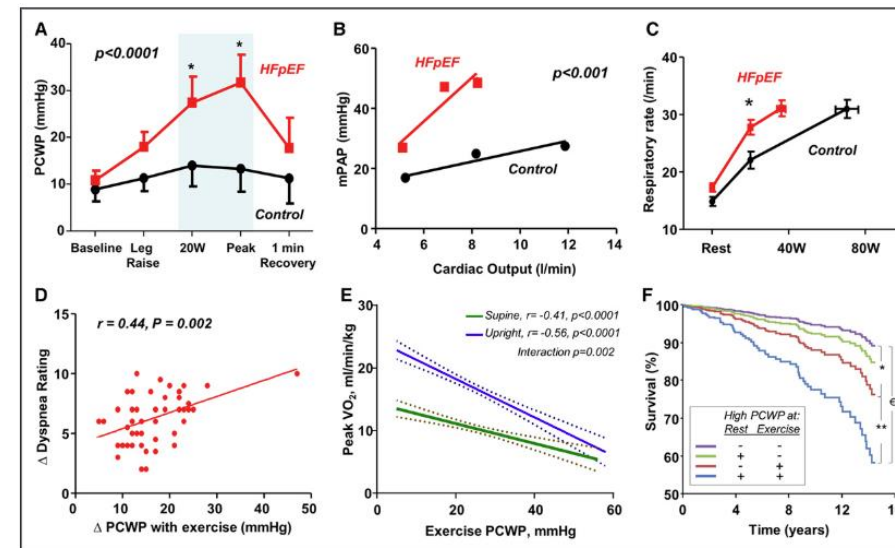 A
p<0.0001
PCWP (mmHg)
40
30
20
10
0
*
*
HFpEF
Control
Baseline
Leg
Raise
20W
Peak
1 min
Recovery
B
mPAP (mmHg)
60
40
20
0
HFpEF
p<0.001
Control
4 6 8 10 12 14
Cardiac Output (l/min)
C
Respiratory rate (/min)
40
30
20
10
HFpEF
*
Control
Rest 40W 80W
D
r = 0.44, P = 0.002
Δ Dyspnea Rating
15
10
5
0
0 10 20 30 40 50
Δ PCWP with exercise (mmHg)
E
Peak VO2, ml/min/kg
30
20
10
0
Supine, r= -0.41, p<0.0001
Upright, r= -0.56, p<0.0001
Interaction p=0.002
0 20 40 60
Exercise PCWP, mmHg
F
Survival (%)
100
90
80
70
60
50
High PCWP at:
Rest Exercise
- -
+ -
- +
+ +
*
**
0 4 8 12
Time (years)